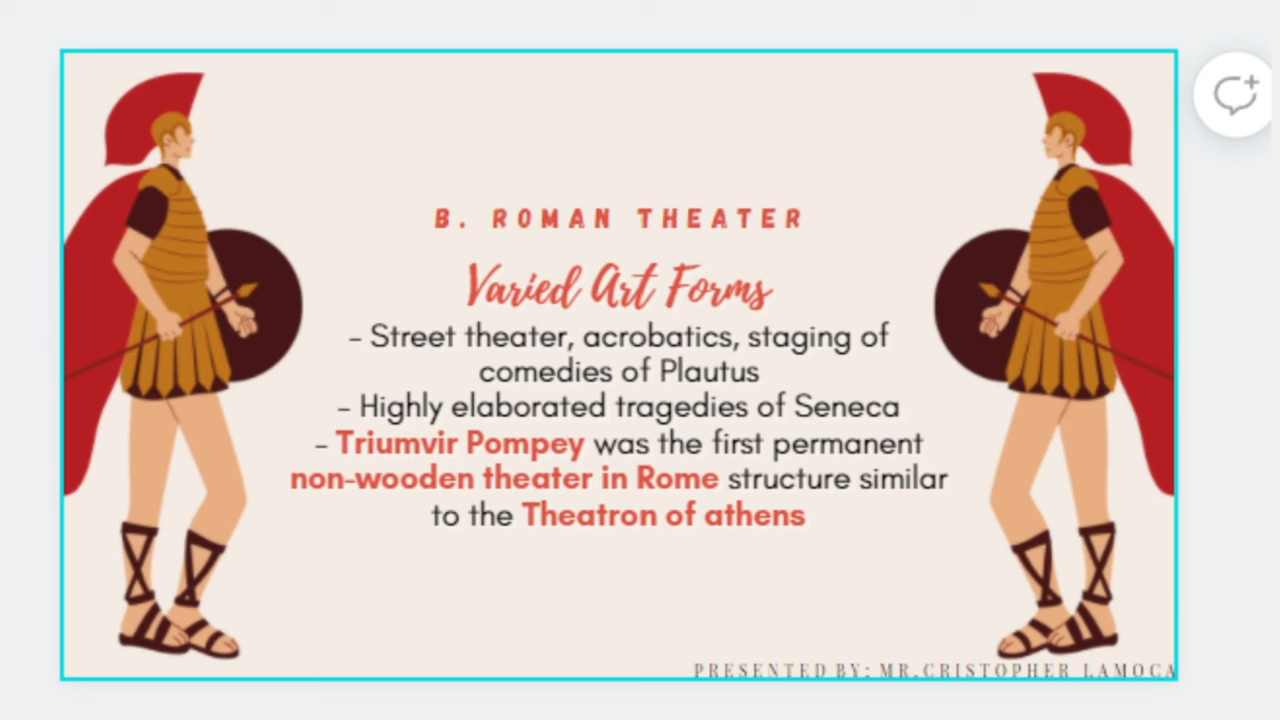 B. ROMAN THEATER
Varied Art Forms
- Street theater, acrobatics, staging of
comedies of Plautus
- Highly elaborated tragedies of Seneca
- Triumvir Pompey was the first permanent
non-wooden theater in Rome structure similar
to the Theatron of athens
PRESENTED BY: MR.CRISTOPHER LAMOCA